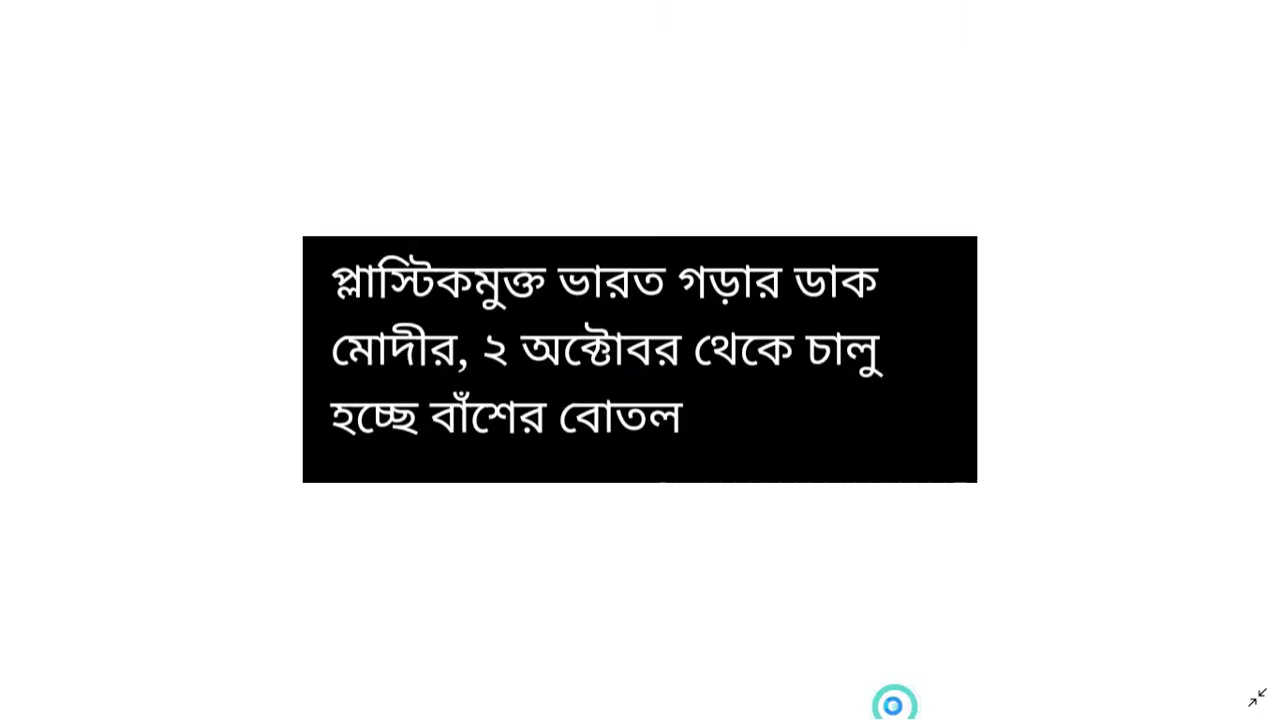 প্লাস্টিকমুক্ত ভারত গড়ার ডাক
মোদীর, ২ অক্টোবর থেকে চালু
হচ্ছে বাঁশের বোতল